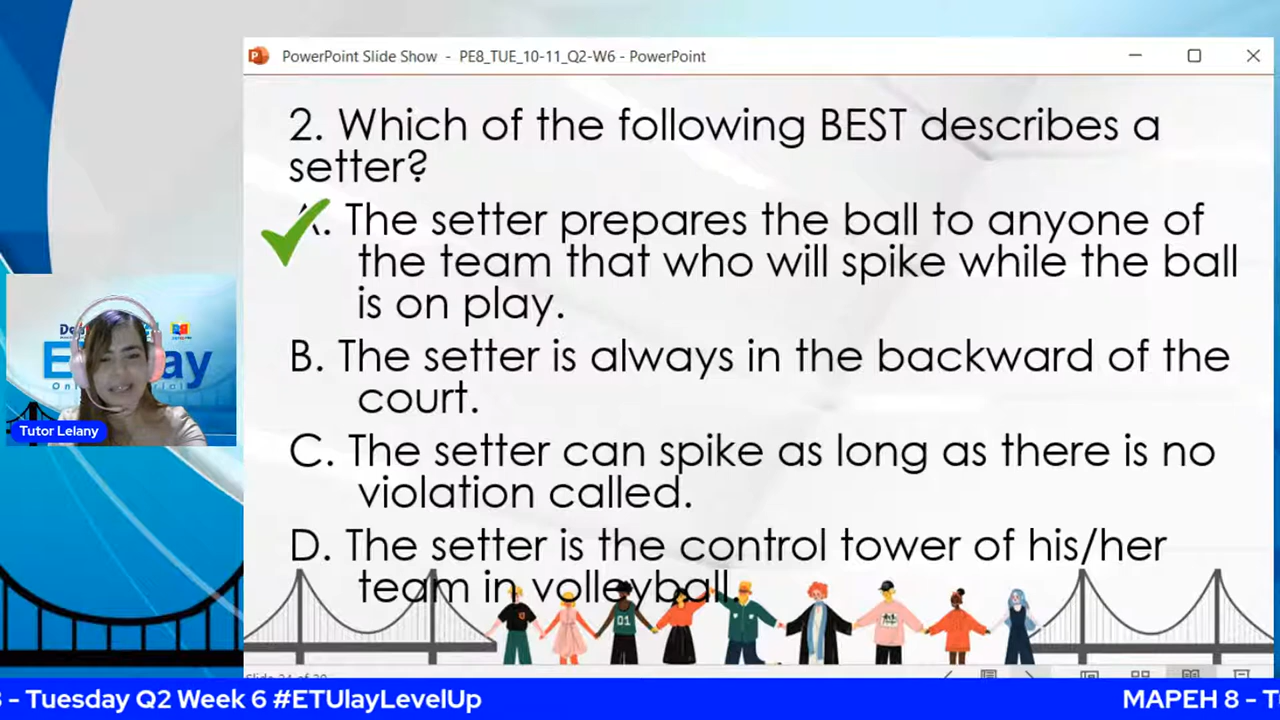 PowerPoint Slide Show - PE8_TUE_10-11_Q2-W6 - PowerPoint
2. Which of the following BEST describes a
setter?
A. The setter prepares the ball to anyone of
the team that who will spike while the ball
is on play.
B. The setter is always in the backward of the
court.
C. The setter can spike as long as there is no
violation called.
D. The setter is the control tower of his/her
team in volleyball.
01
Tutor Lelany
- Tuesday Q2 Week 6 #ETUlayLevelUp
MAPEH 8 -